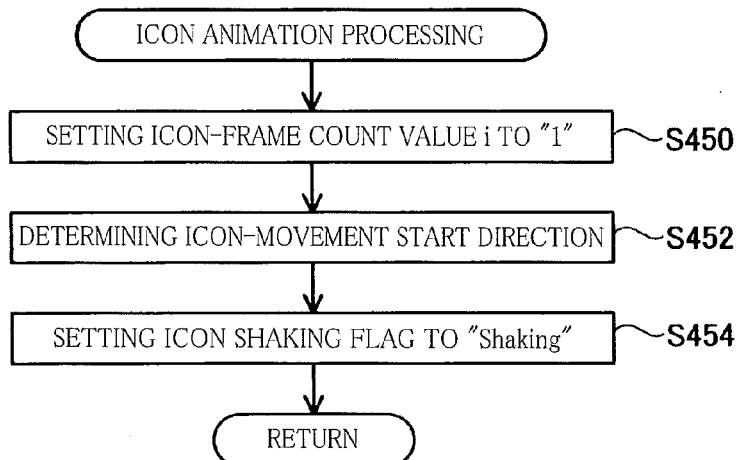 ICON ANIMATION PROCESSING
SETTING ICON-FRAME COUNT VALUE i TO "1"
S450
DETERMINING ICON-MOVEMENT START DIRECTION
S452
SETTING ICON SHAKING FLAG TO "Shaking"
S454
RETURN